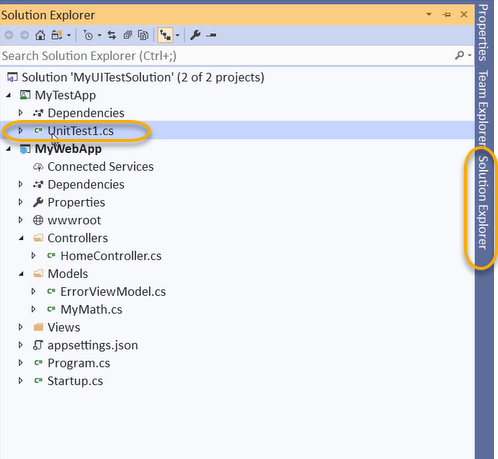 Solution Explorer
Search Solution Explorer (Ctrl+;)
Solution 'MyUITestSolution' (2 of 2 projects)
MyTestApp
Dependencies
UnitTest1.cs
MyWebApp
Connected Services
Dependencies
Properties
wwwroot
Controllers
HomeController.cs
Models
ErrorViewModel.cs
MyMath.cs
Views
appsettings.json
Program.cs
Startup.cs
Properties
Team Explorer
Solution Explorer